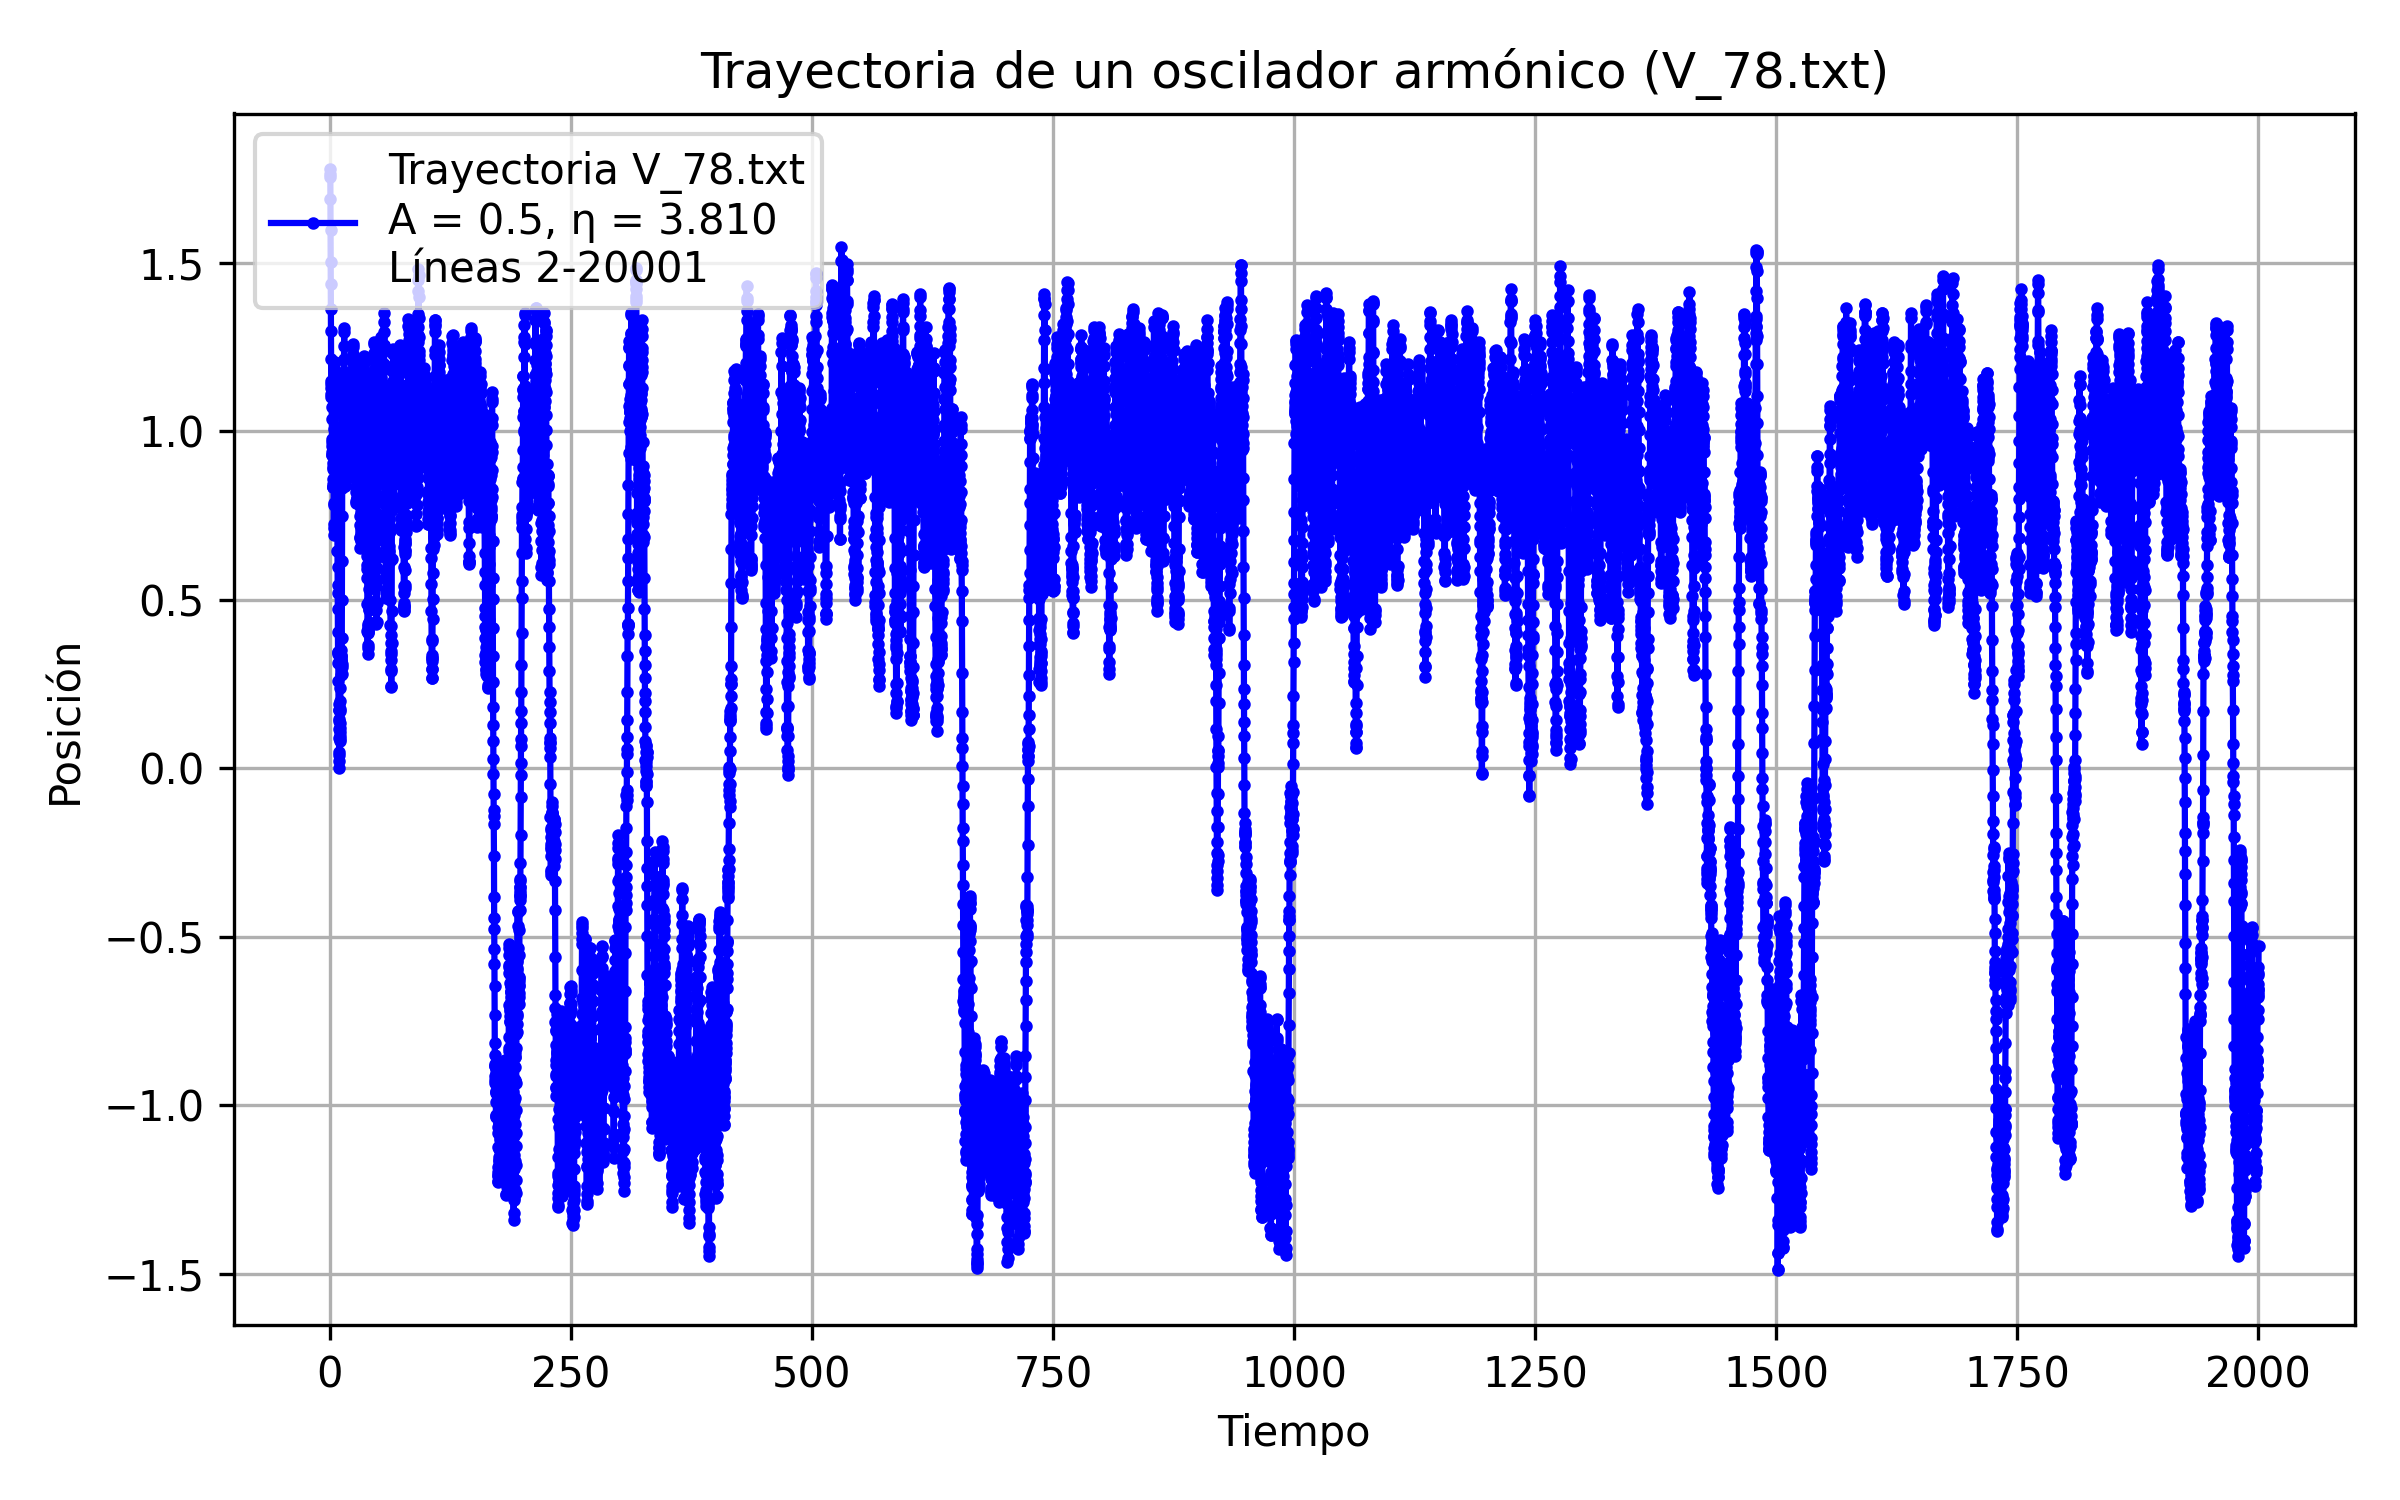 Trayectoria de un oscilador armónico (V_78.txt)
Trayectoria V_78.txt
A = 0.5, η = 3.810
Líneas 2-20001
1.5
1.0
0.5
0.0
−0.5
−1.0
−1.5
Posición
0 250 500 750 1000 1250 1500 1750 2000
Tiempo